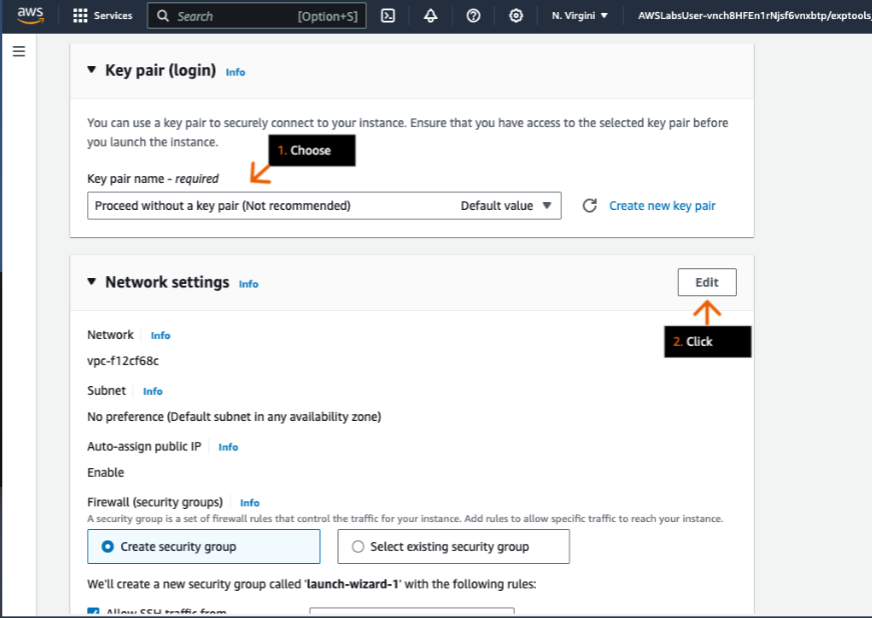 aws Services Search [Option+S] N. Virgini AWSLabsUser-vnch8HFEn1rNjsf6vnxbtp/exptools
Key pair (login) Info
You can use a key pair to securely connect to your instance. Ensure that you have access to the selected key pair before
you launch the instance.
1. Choose
Key pair name - required
Proceed without a key pair (Not recommended) Default value Create new key pair
Network settings Info Edit
Network Info
2. Click
vpc-f12cf68c
Subnet Info
No preference (Default subnet in any availability zone)
Auto-assign public IP Info
Enable
Firewall (security groups) Info
A security group is a set of firewall rules that control the traffic for your instance. Add rules to allow specific traffic to reach your instance.
Create security group Select existing security group
We'll create a new security group called 'launch-wizard-1' with the following rules:
Allow SSH traffic from